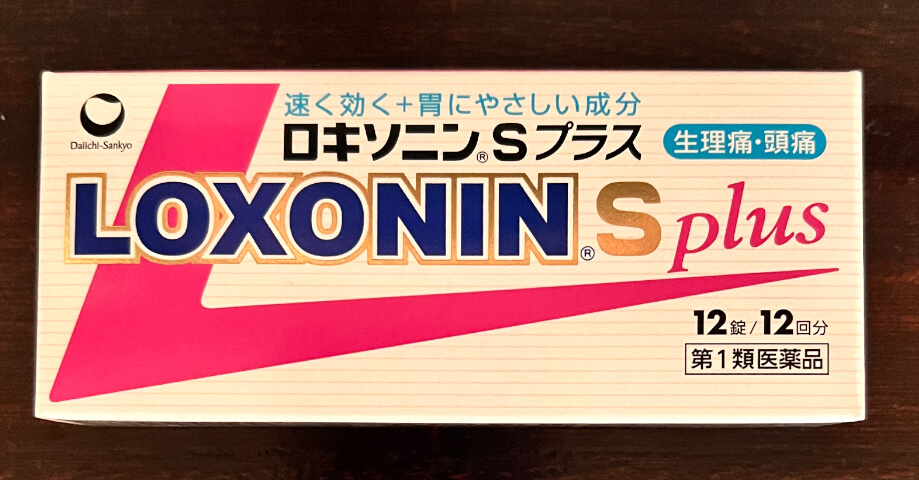 Daiichi-Sankyo
速く効く+胃にやさしい成分
ロキソニン®Sプラス
生理痛・頭痛
LOXONIN®S plus
12錠/12回分
第1類医薬品